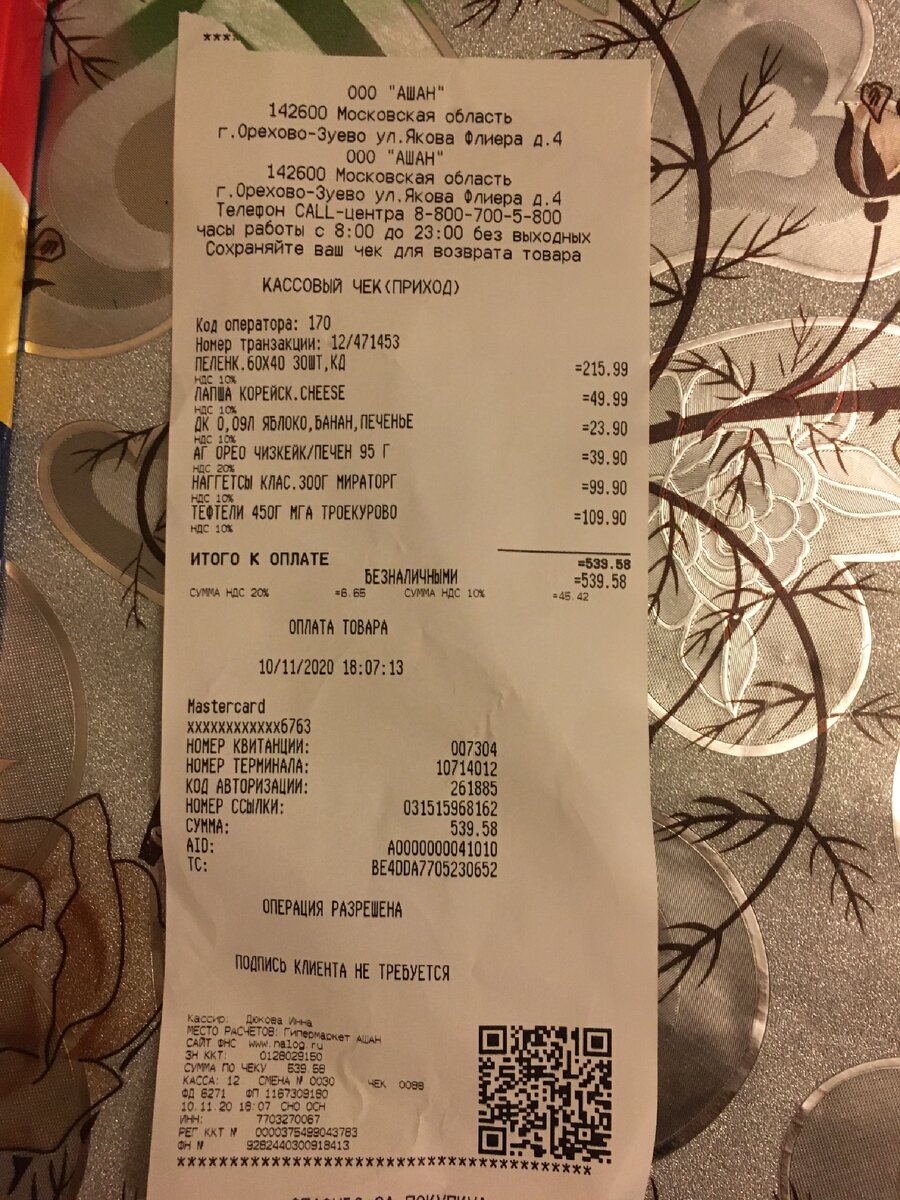 ****
ООО "АШАН"
142600 Московская область
г.Орехово-Зуево ул.Якова Флиера д.4
ООО "АШАН"
142600 Московская область
г.Орехово-Зуево ул.Якова Флиера д.4
Телефон CALL-центра 8-800-700-5-800
часы работы с 8:00 до 23:00 без выходных
Сохраняйте ваш чек для возврата товара
КАССОВЫЙ ЧЕК(ПРИХОД)
Код оператора: 170
Номер транзакции: 12/471453
ПЕЛЕНК.60Х40 30ШТ,КД =215.99
НДС 10%
ЛАПША КОРЕЙСК.CHEESE =49.99
НДС 10%
ДК 0,09Л ЯБЛОКО,БАНАН,ПЕЧЕНЬЕ =23.90
НДС 10%
АГ ОРЕО ЧИЗКЕЙК/ПЕЧЕН 95 Г =39.90
НДС 20%
НАГГЕТСЫ КЛАС.300Г МИРАТОРГ =99.90
НДС 10%
ТЕФТЕЛИ 450Г МГА ТРОЕКУРОВО =109.90
НДС 10%
ИТОГО К ОПЛАТЕ =539.58
БЕЗНАЛИЧНЫМИ =539.58
СУММА НДС 20% =6.65 СУММА НДС 10% =45.42
ОПЛАТА ТОВАРА
10/11/2020 18:07:13
Mastercard
xxxxxxxxxxxx6763
НОМЕР КВИТАНЦИИ: 007304
НОМЕР ТЕРМИНАЛА: 10714012
КОД АВТОРИЗАЦИИ: 261885
НОМЕР ССЫЛКИ: 031515968162
СУММА: 539.58
AID: A0000000041010
TC: BE4DDA7705230652
ОПЕРАЦИЯ РАЗРЕШЕНА
ПОДПИСЬ КЛИЕНТА НЕ ТРЕБУЕТСЯ
Кассир: Дюкова Инна
МЕСТО РАСЧЕТОВ: Гипермаркет АШАН
САЙТ ФНС www.nalog.ru
ЗН ККТ: 0128029150
СУММА ПО ЧЕКУ 539.58
КАССА: 12 СМЕНА № 0030 ЧЕК 0088
ФД 6271 ФП 1167309180
10.11.20 18:07 СНО ОСН
ИНН: 7703270067
РЕГ ККТ № 0000375499043783
ФН № 9282440300918413
****************************************
СПАСИБО ЗА ПОКУПКУ